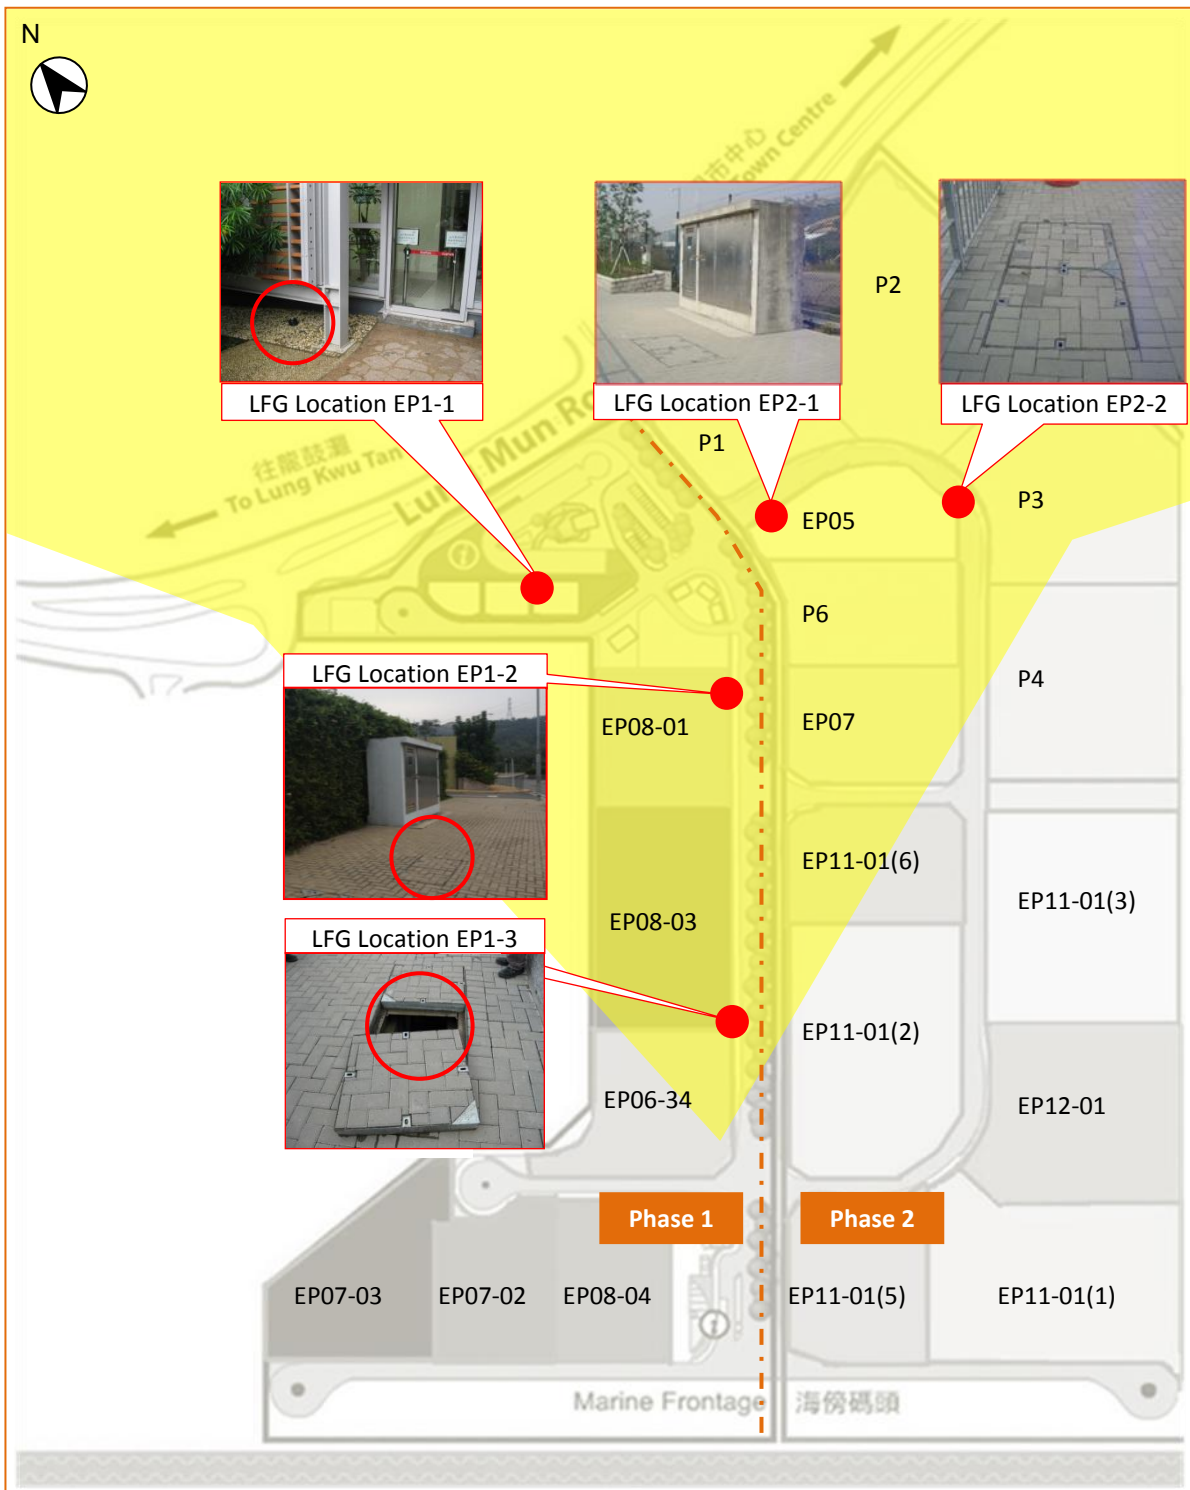 N
市中心
Town Centre
P2
LFG Location EP1-1
LFG Location EP2-1
LFG Location EP2-2
P1
往龍鼓灘
To Lung Kwu Tan
Lung Mun Ro
P3
EP05
P6
LFG Location EP1-2
P4
EP08-01
EP07
EP11-01(6)
EP11-01(3)
EP08-03
LFG Location EP1-3
EP11-01(2)
EP06-34
EP12-01
Phase 1
Phase 2
EP07-03
EP07-02
EP08-04
EP11-01(5)
EP11-01(1)
Marine Frontage
海傍碼頭